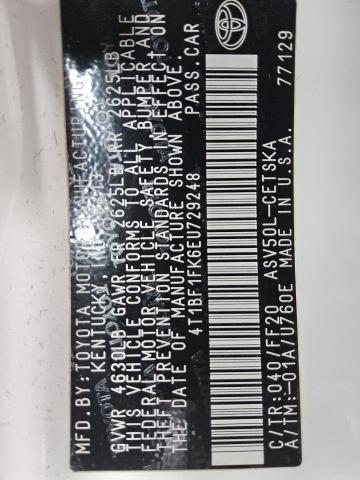 MFD.BY:TOYOTA MOTOR MANUFACTURING
KENTUCKY,
GVWR 4630LB GAWR FR 2625LB RR 2625LB
THIS VEHICLE CONFORMS TO ALL APPLICABLE
FEDERAL MOTOR VEHICLE SAFETY, BUMPER, AND
THEFT PREVENTION STANDARDS IN EFFECT ON
THE DATE OF MANUFACTURE SHOWN ABOVE.
4T1BF1FK6EU729248 PASS.CAR
C/TR:040/FF20 ASV50L-CETSKA
A/TM:-01A/U760E MADE IN U.S.A. 77129